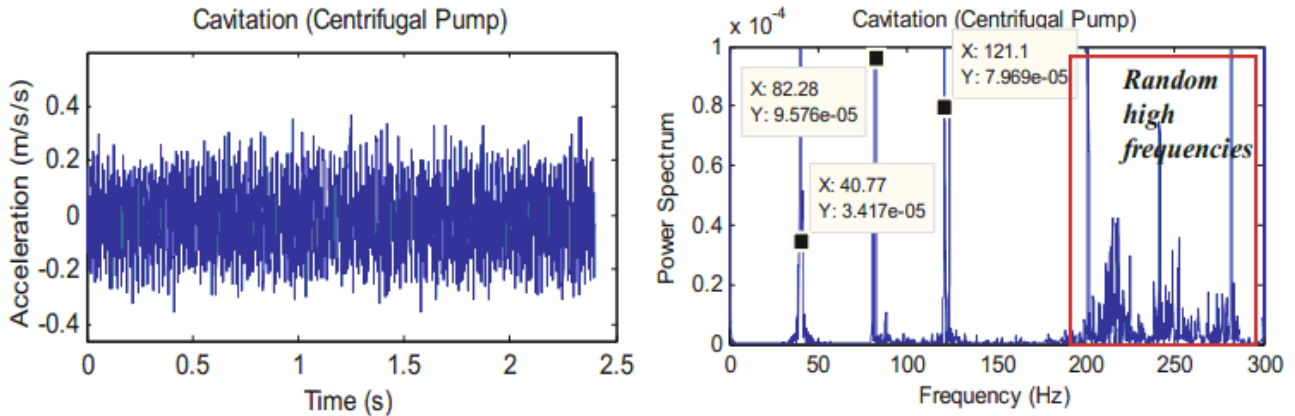 Cavitation (Centrifugal Pump)
Acceleration (m/s/s)
0.4
0.2
0
-0.2
-0.4
0
0.5
1
1.5
2
2.5
Time (s)
Cavitation (Centrifugal Pump)
x 10^-4
Power Spectrum
1
0.8
0.6
0.4
0.2
0
X: 82.28
Y: 9.576e-05
X: 121.1
Y: 7.969e-05
X: 40.77
Y: 3.417e-05
Random
high
frequencies
0
50
100
150
200
250
300
Frequency (Hz)